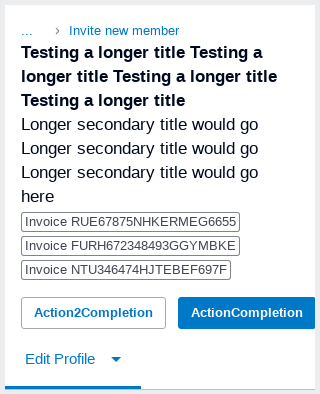 ... > Invite new member
Testing a longer title Testing a
longer title Testing a longer title
Testing a longer title
Longer secondary title would go
Longer secondary title would go
Longer secondary title would go
here
Invoice RUE67875NHKERMEG6655
Invoice FURH672348493GGYMBKE
Invoice NTU346474HJTEBEF697F
Action2Completion ActionCompletion
Edit Profile